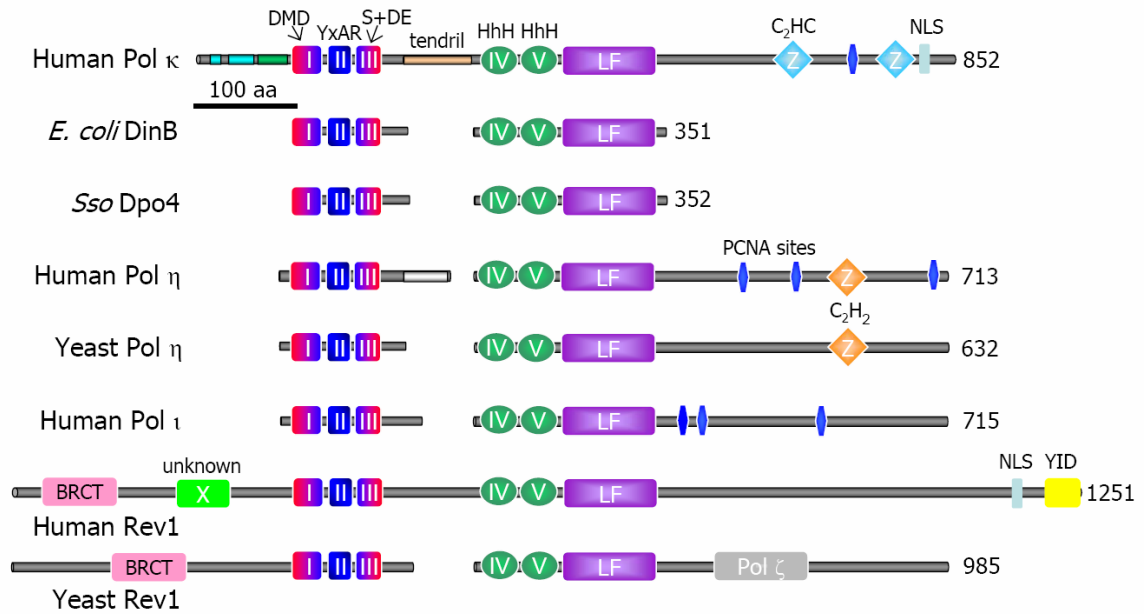 DMD YxAR S+DE tendril HhH HhH C₂HC NLS
Human Pol κ I II III IV V LF Z Z 852
100 aa
E. coli DinB I II III IV V LF 351
Sso Dpo4 I II III IV V LF 352
PCNA sites
Human Pol η I II III IV V LF Z 713
C₂H₂
Yeast Pol η I II III IV V LF Z 632
Human Pol ι I II III IV V LF 715
unknown NLS YID
BRCT X I II III IV V LF 1251
Human Rev1
BRCT I II III IV V LF Pol ζ 985
Yeast Rev1